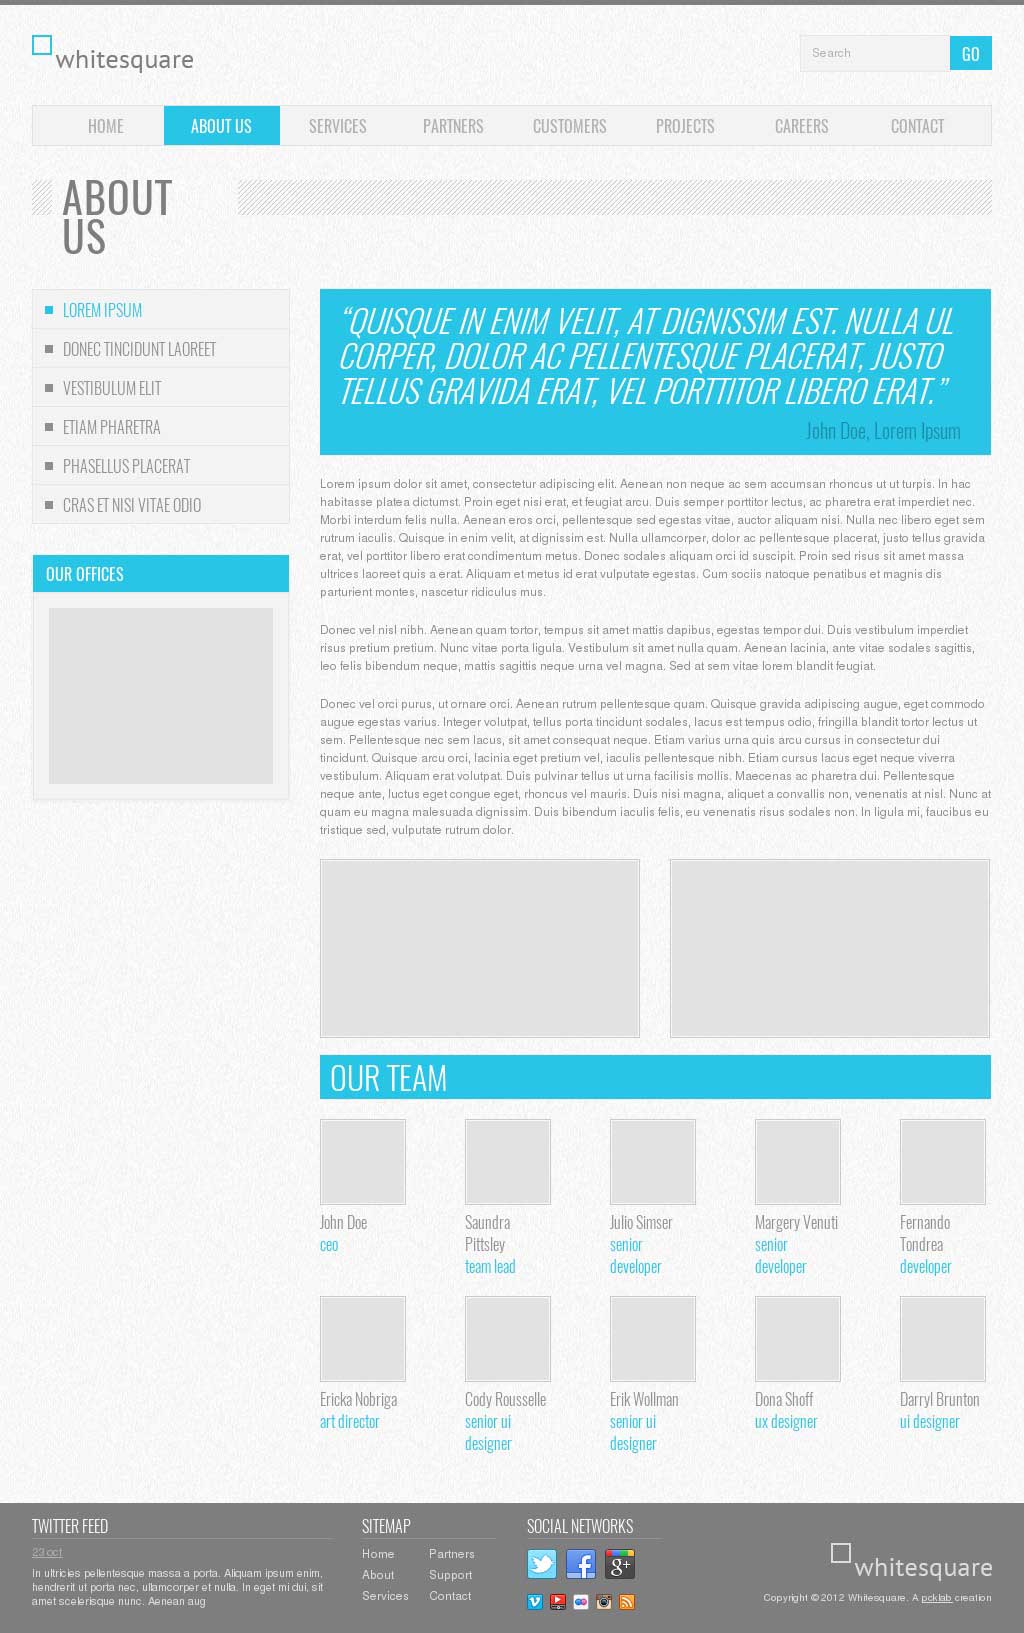 whitesquare
Search GO
HOME ABOUT US SERVICES PARTNERS CUSTOMERS PROJECTS CAREERS CONTACT
ABOUT
US
LOREM IPSUM
DONEC TINCIDUNT LAOREET
VESTIBULUM ELIT
ETIAM PHARETRA
PHASELLUS PLACERAT
CRAS ET NISI VITAE ODIO
OUR OFFICES
“QUISQUE IN ENIM VELIT, AT DIGNISSIM EST. NULLA UL
CORPER, DOLOR AC PELLENTESQUE PLACERAT, JUSTO
TELLUS GRAVIDA ERAT, VEL PORTTITOR LIBERO ERAT.”
John Doe, Lorem Ipsum
Lorem ipsum dolor sit amet, consectetur adipiscing elit. Aenean non neque ac sem accumsan rhoncus ut ut turpis. In hac
habitasse platea dictumst. Proin eget nisi erat, et feugiat arcu. Duis semper porttitor lectus, ac pharetra erat imperdiet nec.
Morbi interdum felis nulla. Aenean eros orci, pellentesque sed egestas vitae, auctor aliquam nisi. Nulla nec libero eget sem
rutrum iaculis. Quisque in enim velit, at dignissim est. Nulla ullamcorper, dolor ac pellentesque placerat, justo tellus gravida
erat, vel porttitor libero erat condimentum metus. Donec sodales aliquam orci id suscipit. Proin sed risus sit amet massa
ultrices laoreet quis a erat. Aliquam et metus id erat vulputate egestas. Cum sociis natoque penatibus et magnis dis
parturient montes, nascetur ridiculus mus.
Donec vel nisl nibh. Aenean quam tortor, tempus sit amet mattis dapibus, egestas tempor dui. Duis vestibulum imperdiet
risus pretium pretium. Nunc vitae porta ligula. Vestibulum sit amet nulla quam. Aenean lacinia, ante vitae sodales sagittis,
leo felis bibendum neque, mattis sagittis neque urna vel magna. Sed at sem vitae lorem blandit feugiat.
Donec vel orci purus, ut ornare orci. Aenean rutrum pellentesque quam. Quisque gravida adipiscing augue, eget commodo
augue egestas varius. Integer volutpat, tellus porta tincidunt sodales, lacus est tempus odio, fringilla blandit tortor lectus ut
sem. Pellentesque nec sem lacus, sit amet consequat neque. Etiam varius urna quis arcu cursus in consectetur dui
tincidunt. Quisque arcu orci, lacinia eget pretium vel, iaculis pellentesque nibh. Etiam cursus lacus eget neque viverra
vestibulum. Aliquam erat volutpat. Duis pulvinar tellus ut urna facilisis mollis. Maecenas ac pharetra dui. Pellentesque
neque ante, luctus eget congue eget, rhoncus vel mauris. Duis nisi magna, aliquet a convallis non, venenatis at nisl. Nunc at
quam eu magna malesuada dignissim. Duis bibendum iaculis felis, eu venenatis risus sodales non. In ligula mi, faucibus eu
tristique sed, vulputate rutrum dolor.
OUR TEAM
John Doe
ceo
Saundra
Pittsley
team lead
Julio Simser
senior
developer
Margery Venuti
senior
developer
Fernando
Tondrea
developer
Ericka Nobriga
art director
Cody Rousselle
senior ui
designer
Erik Wollman
senior ui
designer
Dona Shoff
ux designer
Darryl Brunton
ui designer
TWITTER FEED
23 oct
In ultricies pellentesque massa a porta. Aliquam ipsum enim,
hendrerit ut porta nec, ullamcorper et nulla. In eget mi dui, sit
amet scelerisque nunc. Aenean aug
SITEMAP
Home Partners
About Support
Services Contact
SOCIAL NETWORKS
whitesquare
Copyright © 2012 Whitesquare. A pcklab creation